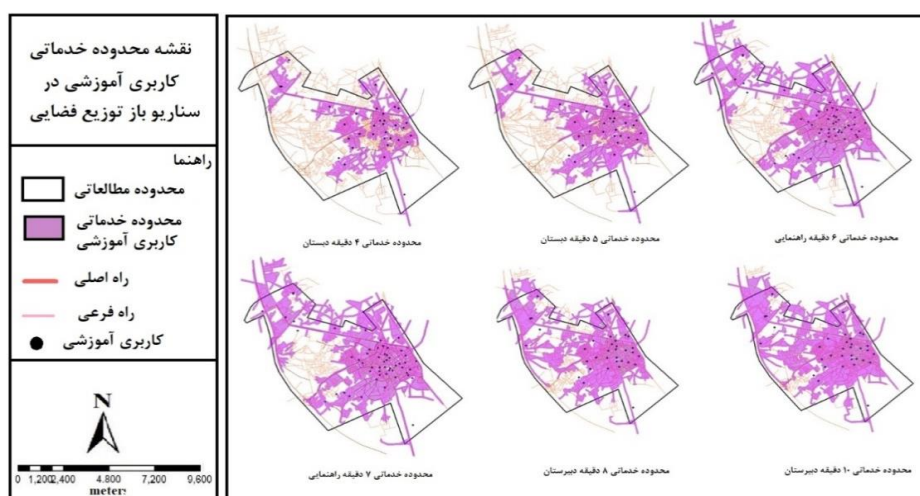 نقشه محدوده خدماتی
کاربری آموزشی در
سناریو باز توزیع فضایی
راهنما
محدوده مطالعاتی
محدوده خدماتی
کاربری آموزشی
راه اصلی
راه فرعی
کاربری آموزشی
N
0 1,200 2,400 4,800 7,200 9,600
meters
محدوده خدماتی ۴ دقیقه دبستان
محدوده خدماتی ۵ دقیقه دبستان
محدوده خدماتی ۶ دقیقه راهنمایی
محدوده خدماتی ۷ دقیقه راهنمایی
محدوده خدماتی ۸ دقیقه دبیرستان
محدوده خدماتی ۱۰ دقیقه دبیرستان